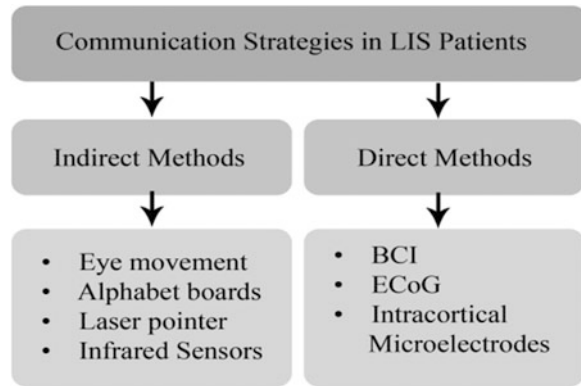 Communication Strategies in LIS Patients
Indirect Methods
Direct Methods
• Eye movement
• Alphabet boards
• Laser pointer
• Infrared Sensors
• BCI
• ECoG
• Intracortical
Microelectrodes